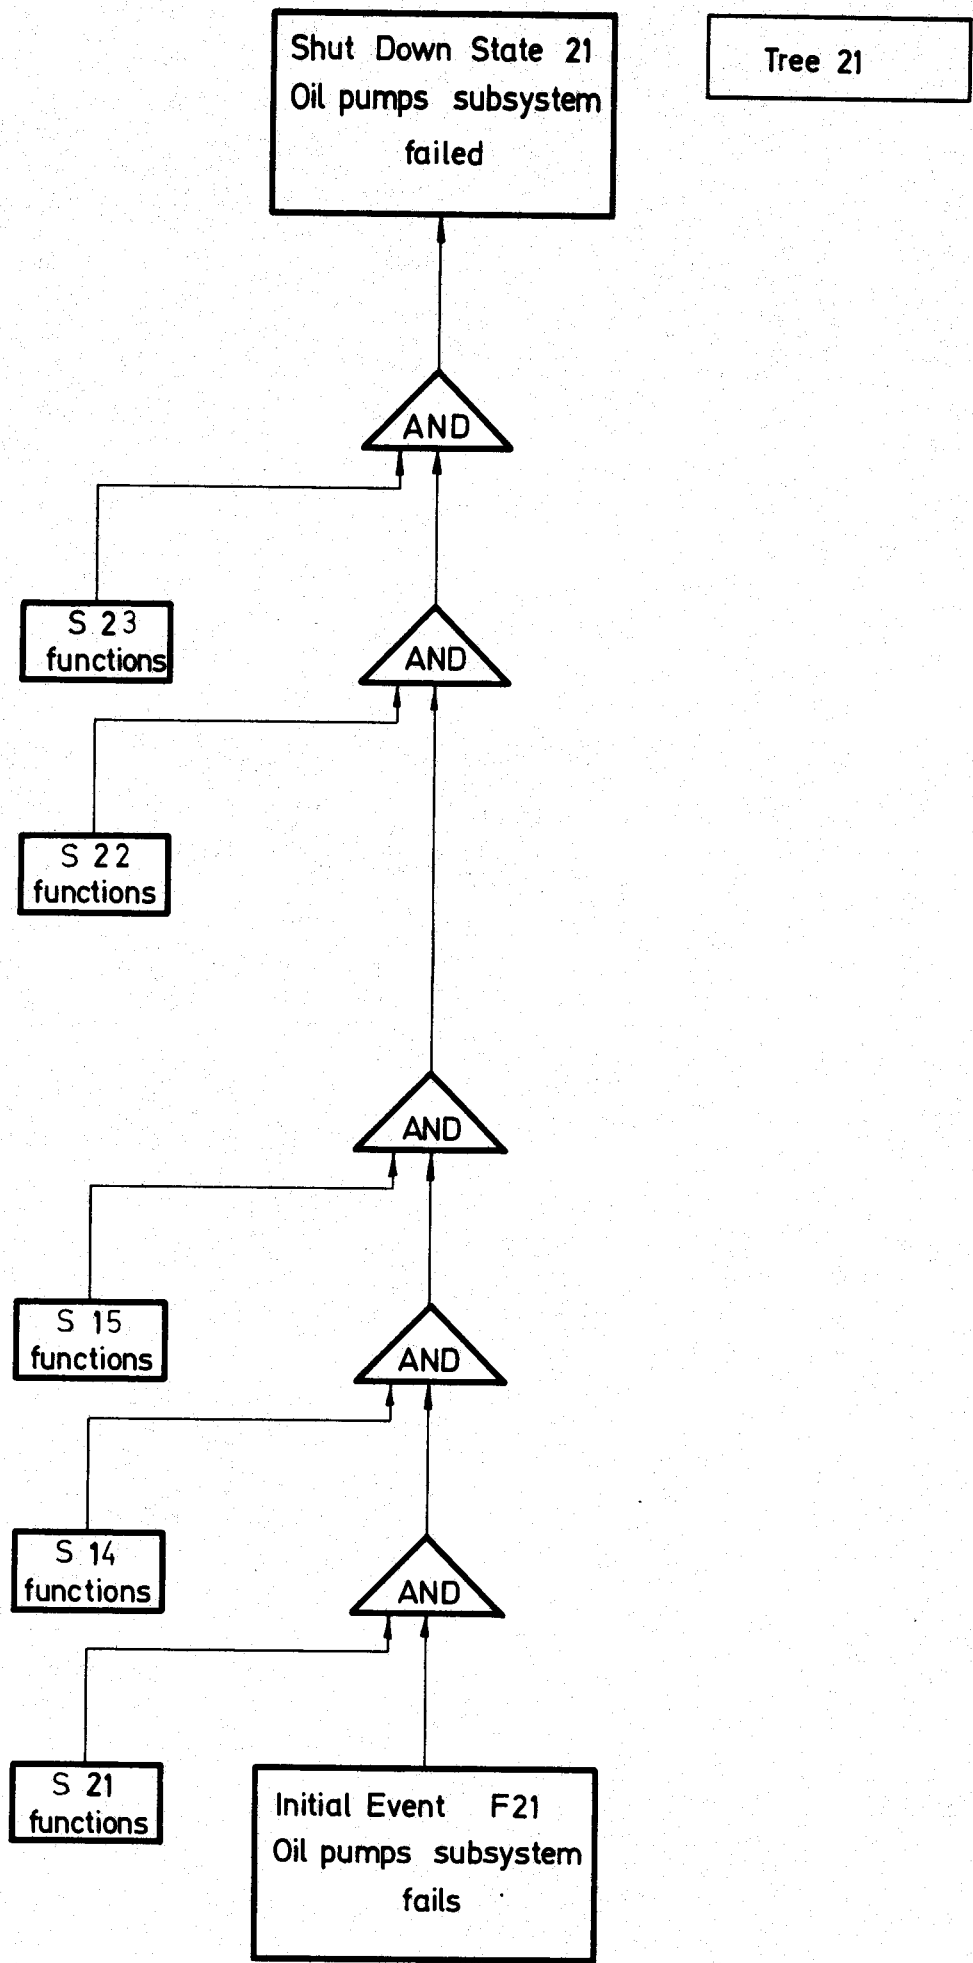 Shut Down State 21
Oil pumps subsystem
failed
Tree 21
AND
S 23
functions
AND
S 22
functions
AND
S 15
functions
AND
S 14
functions
AND
S 21
functions
Initial Event F21
Oil pumps subsystem
fails